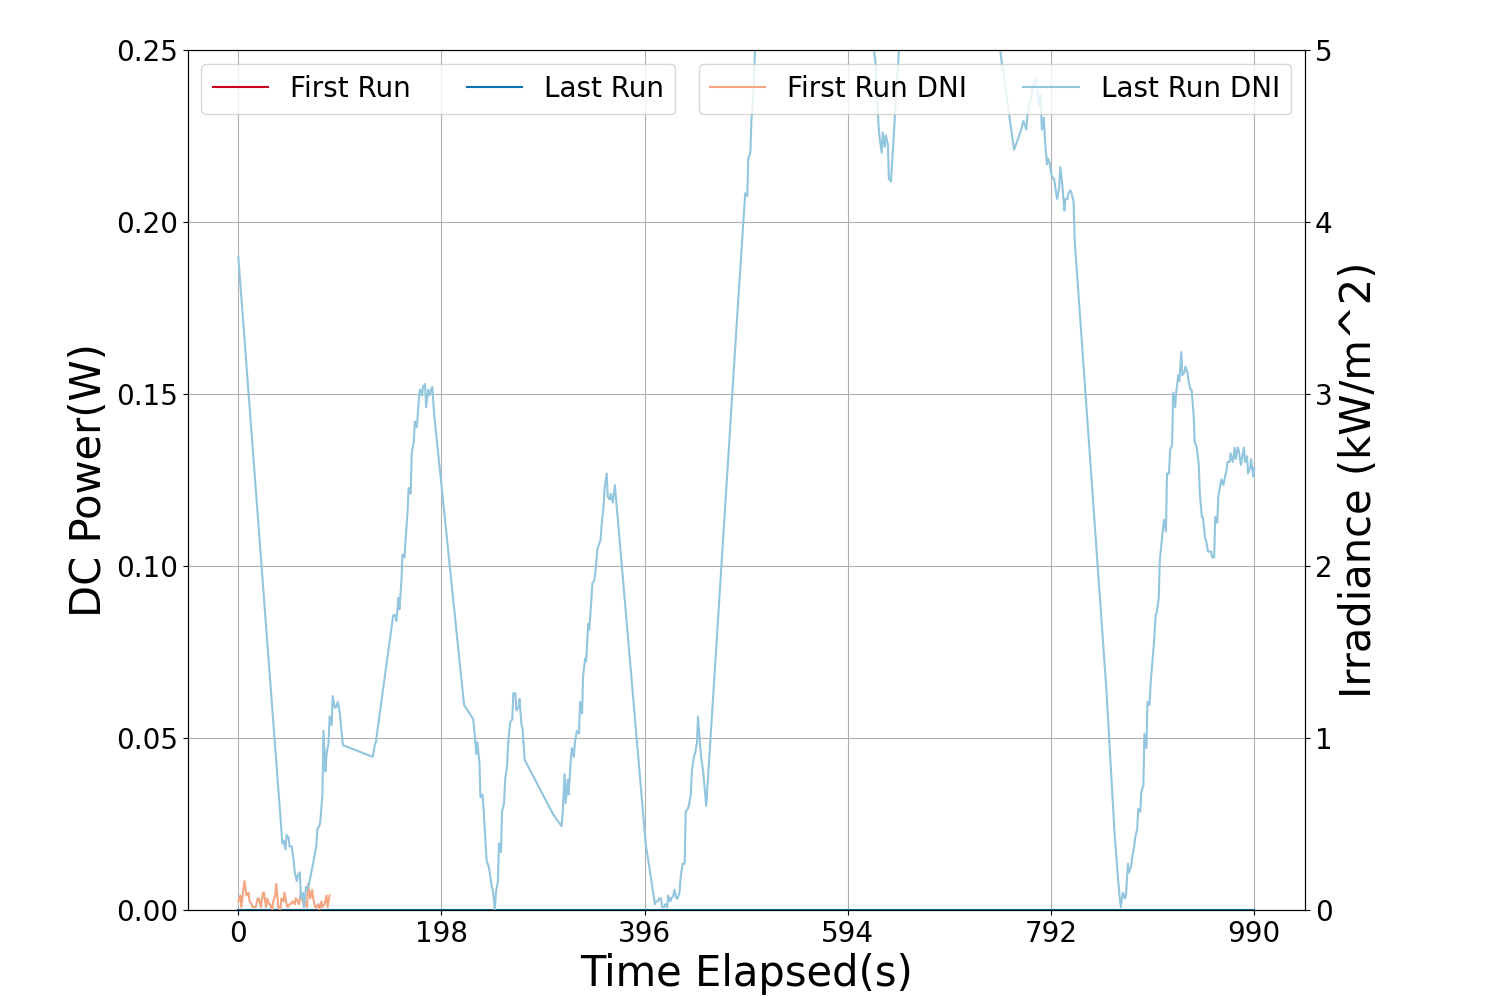 First Run
Last Run
First Run DNI
Last Run DNI
DC Power(W)
0.25
0.20
0.15
0.10
0.05
0.00
5
4
3
2
1
0
Irradiance (kW/m^2)
0 198 396 594 792 990
Time Elapsed(s)